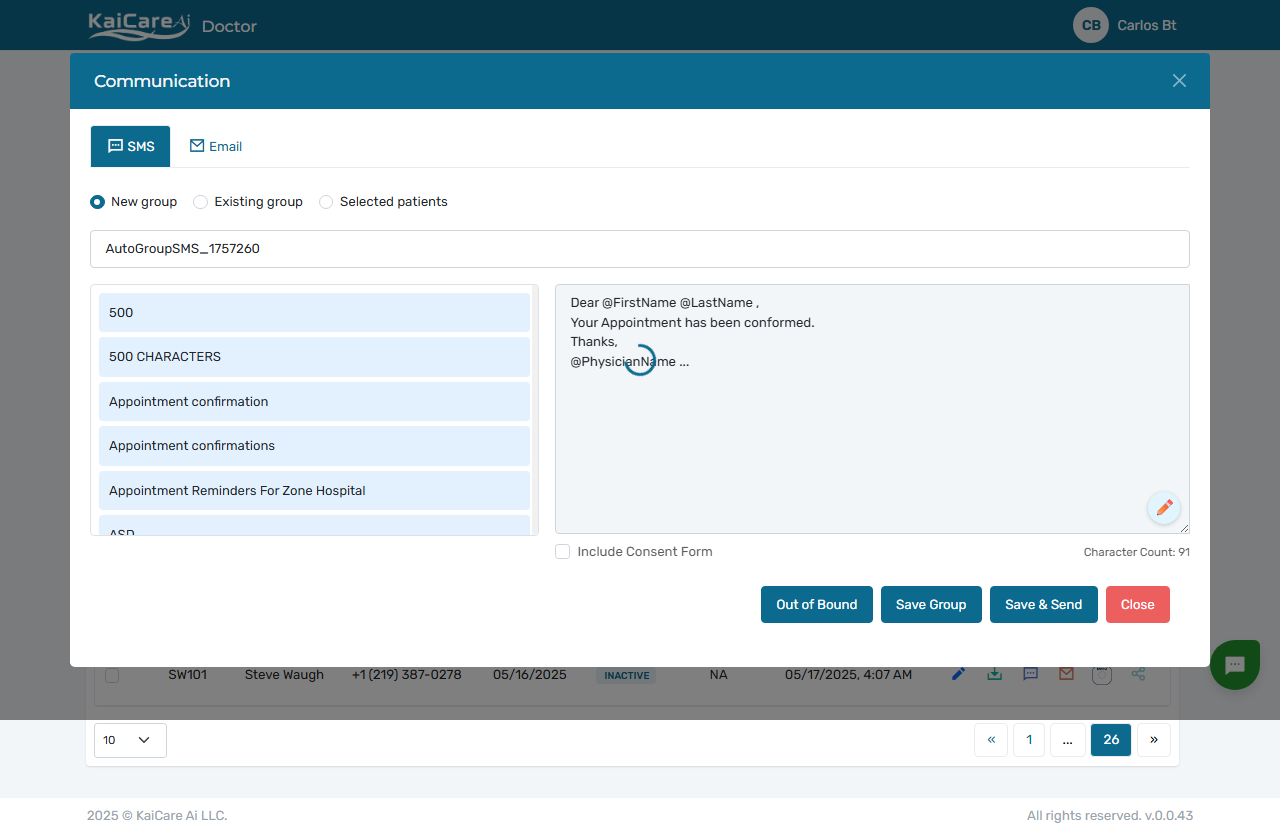 KaiCare Ai Doctor
CB Carlos Bt
Communication
SMS Email
New group Existing group Selected patients
AutoGroupSMS_1757260
500
500 CHARACTERS
Appointment confirmation
Appointment confirmations
Appointment Reminders For Zone Hospital
ASD
Dear @FirstName @LastName ,
Your Appointment has been conformed.
Thanks,
@PhysicianName ...
Include Consent Form
Character Count: 91
Out of Bound Save Group Save & Send Close
SW101 Steve Waugh +1 (219) 387-0278 05/16/2025 INACTIVE NA 05/17/2025, 4:07 AM
10
« 1 ... 26 »
2025 © KaiCare Ai LLC.
All rights reserved. v.0.0.43